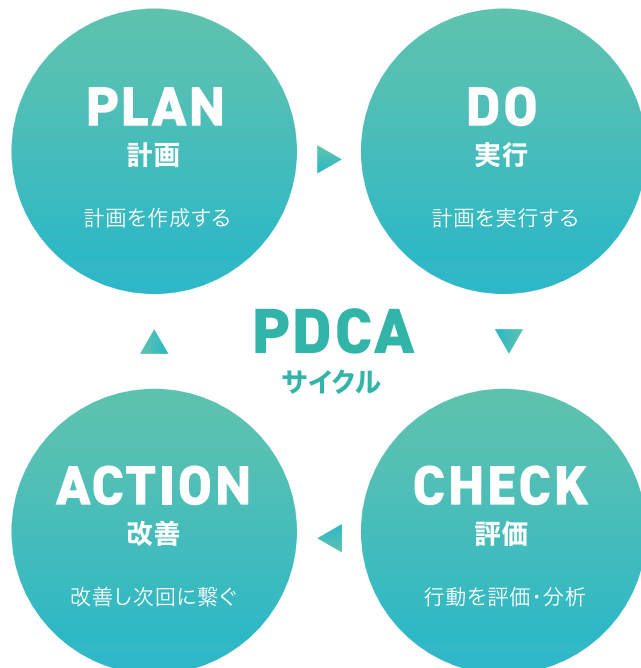 PLAN
計画
計画を作成する
DO
実行
計画を実行する
PDCA
サイクル
ACTION
改善
改善し次回に繋ぐ
CHECK
評価
行動を評価・分析